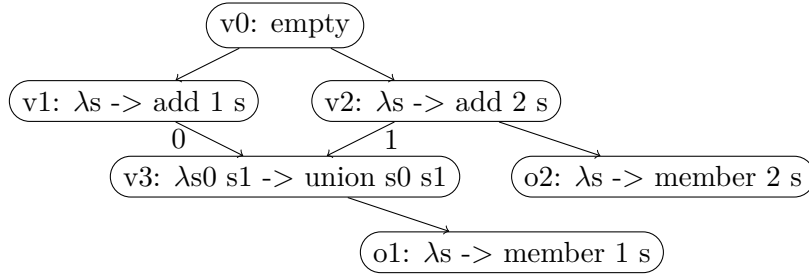 v0: empty
v1: λs -> add 1 s
v2: λs -> add 2 s
0
1
v3: λs0 s1 -> union s0 s1
o2: λs -> member 2 s
o1: λs -> member 1 s